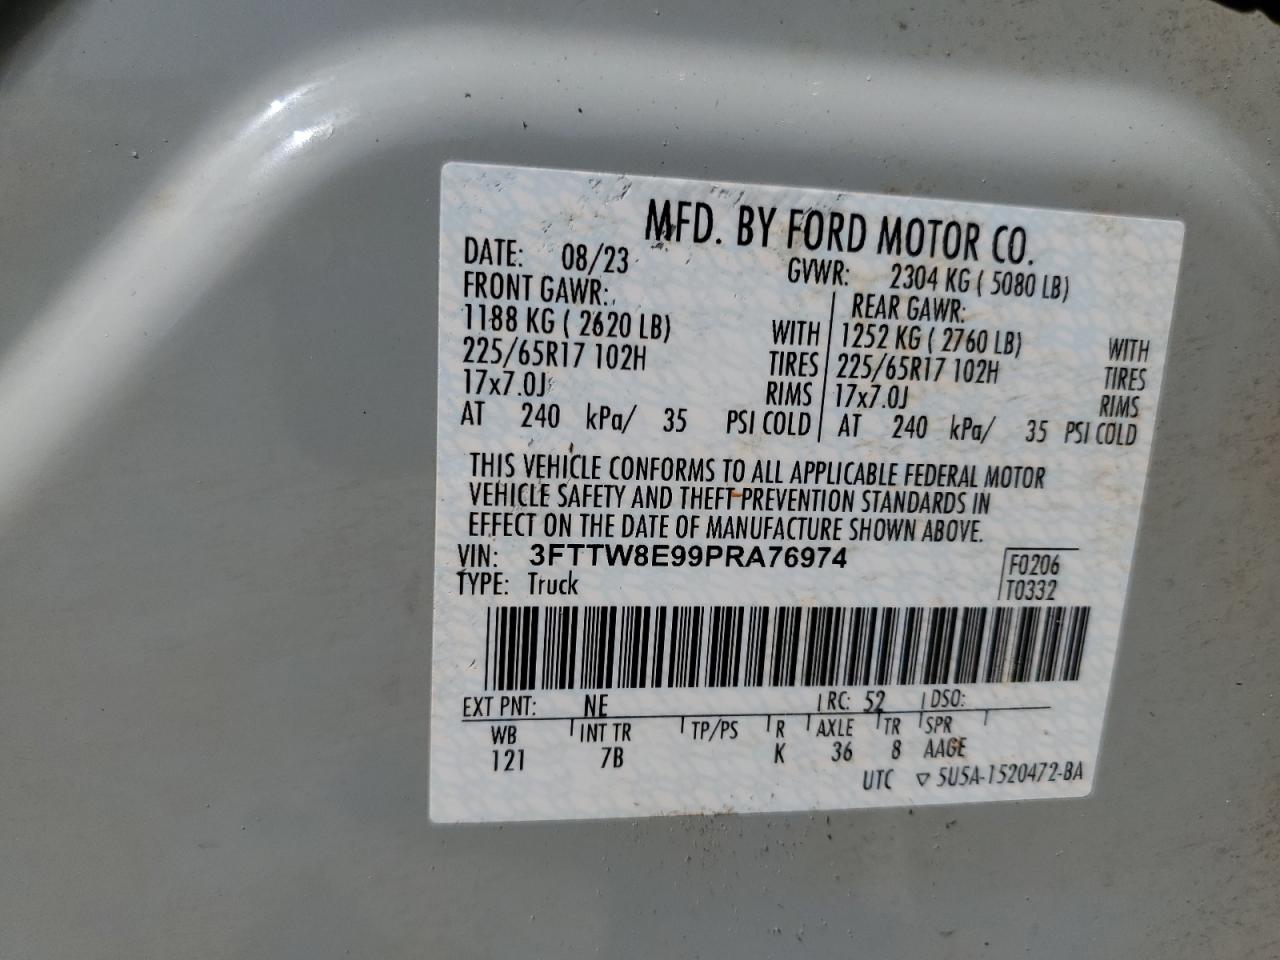 MFD. BY FORD MOTOR CO.
DATE: 08/23 GVWR: 2304 KG ( 5080 LB)
FRONT GAWR: REAR GAWR:
1188 KG ( 2620 LB) WITH 1252 KG ( 2760 LB) WITH
225/65R17 102H TIRES 225/65R17 102H TIRES
17x7.0J RIMS 17x7.0J RIMS
AT 240 kPa/ 35 PSI COLD AT 240 kPa/ 35 PSI COLD
THIS VEHICLE CONFORMS TO ALL APPLICABLE FEDERAL MOTOR
VEHICLE SAFETY AND THEFT PREVENTION STANDARDS IN
EFFECT ON THE DATE OF MANUFACTURE SHOWN ABOVE.
VIN: 3FTTW8E99PRA76974 F0206
TYPE: Truck T0332
EXT PNT: NE RC: 52 DSO:
WB INT TR TP/PS R AXLE TR SPR
121 7B K 36 8 AAGE
UTC ▽ 5U5A-1520472-BA